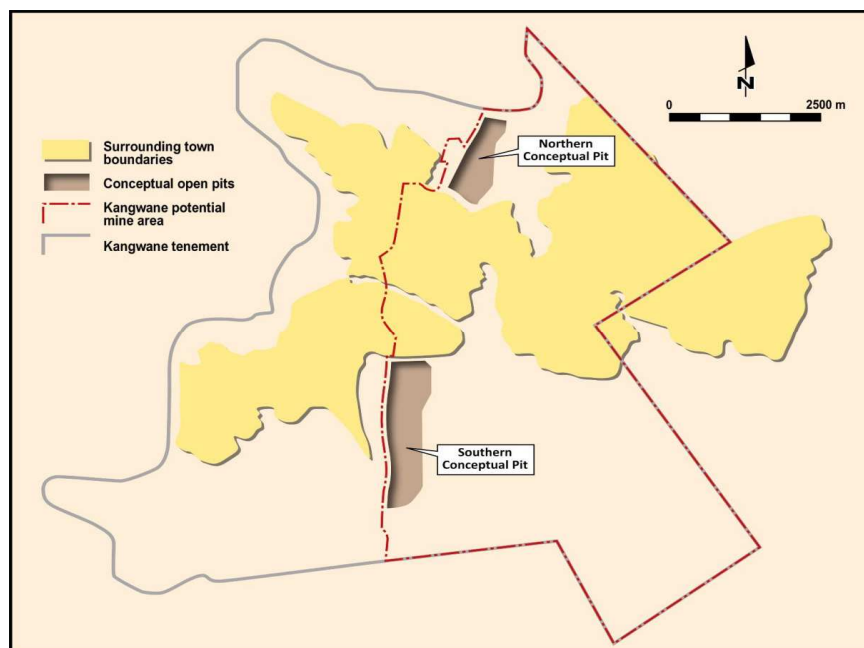 N
0
2500 m
Northern
Conceptual Pit
Surrounding town
boundaries
Conceptual open pits
Kangwane potential
mine area
Kangwane tenement
Southern
Conceptual Pit